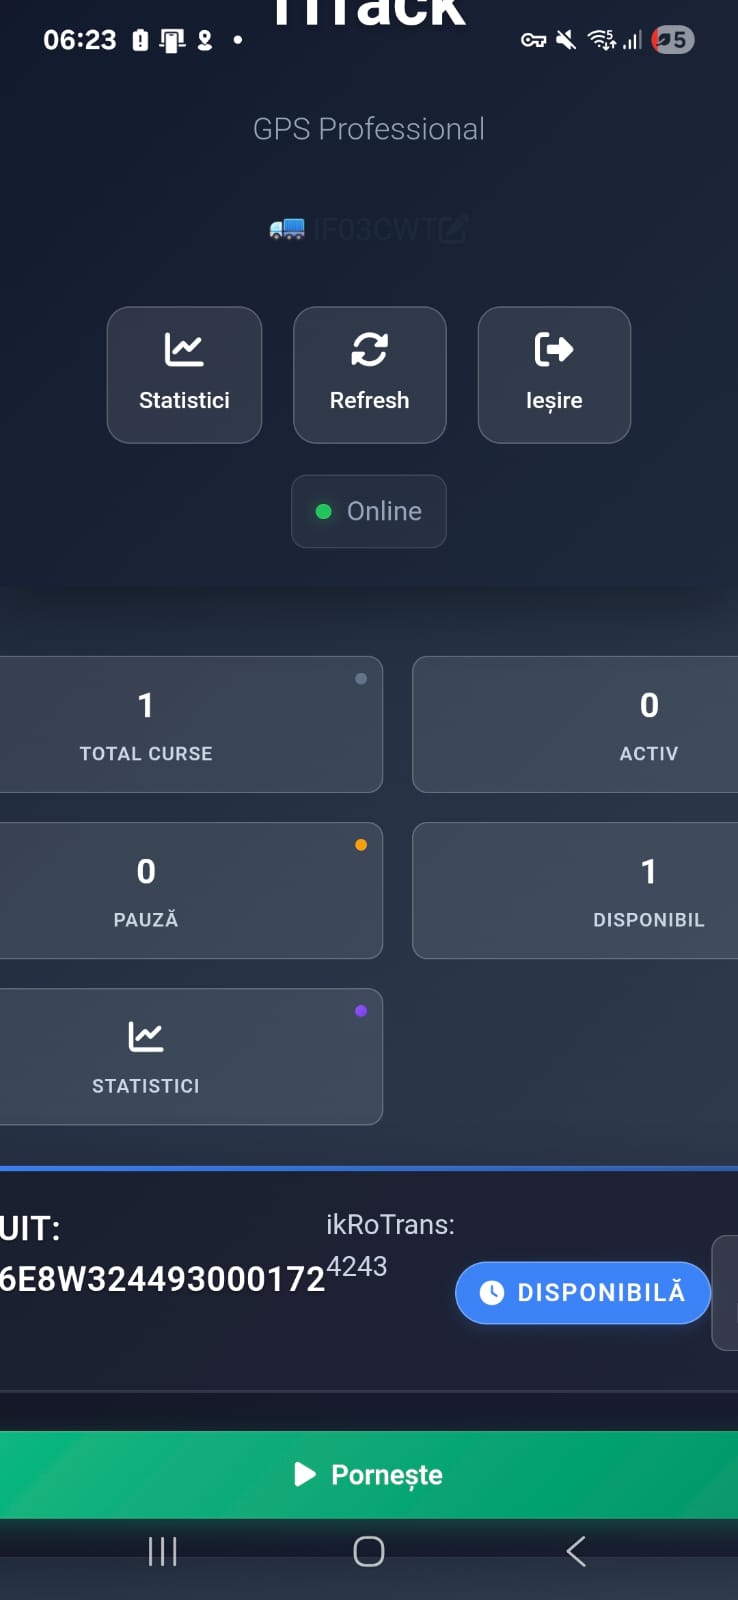 iTrack
06:23
5
GPS Professional
IF03CWT
Statistici
Refresh
Ieșire
Online
1
TOTAL CURSE
0
ACTIV
0
PAUZĂ
1
DISPONIBIL
STATISTICI
UIT:
6E8W324493000172
ikRoTrans:
4243
DISPONIBILĂ
Pornește